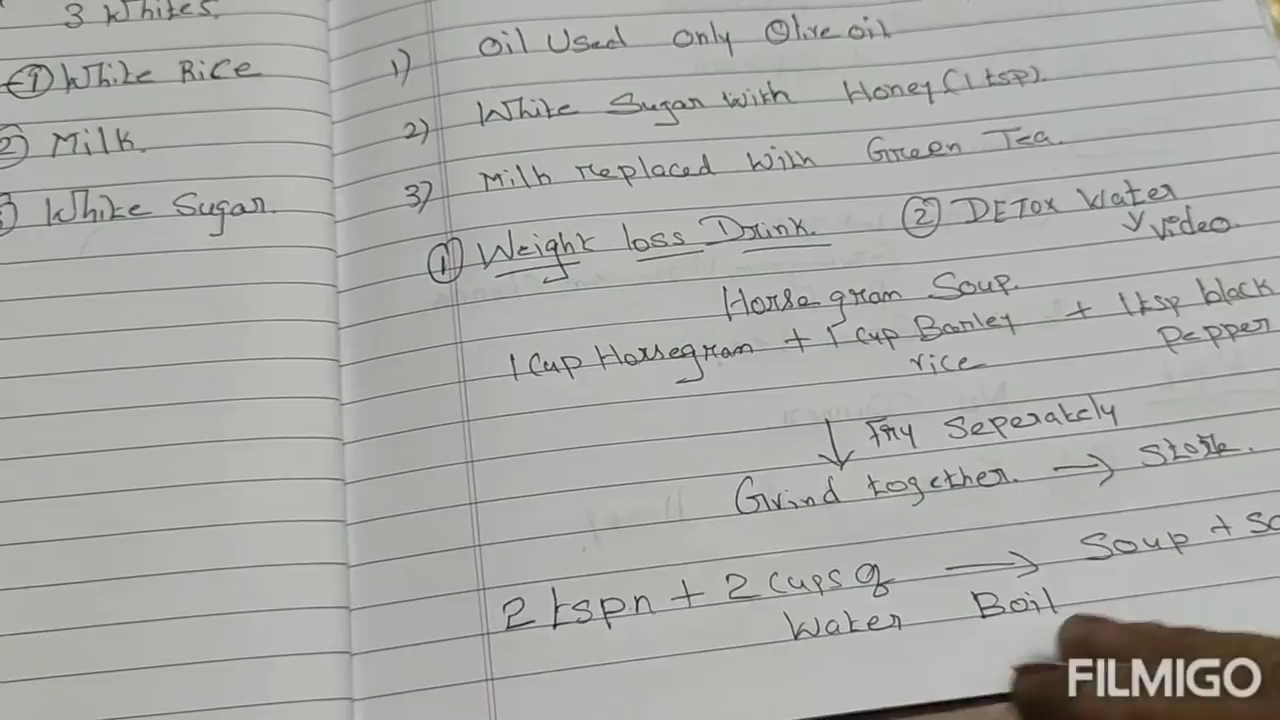 3 Whites
① White Rice
② Milk.
③ White Sugar.
1) Oil Used Only Olive oil
2) White Sugar with Honey (1 tsp)
3) Milk replaced with Green Tea.
① Weight loss Drink. ② DETOX Water
video.
Horse gram Soup.
1 Cup Horsegram + 1 Cup Barley + 1 tsp black
rice pepper
↓ Fry Seperately
Grind together. → Store.
2 tspn + 2 Cups of → Soup +
Water Boil
FILMIGO